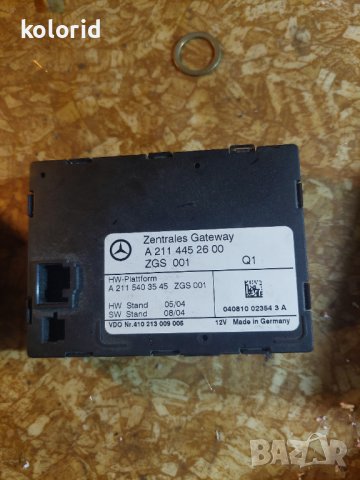 kolorid
Zentrales Gateway
A 211 445 26 00
ZGS 001 Q1
HW-Plattform
A 211 540 35 45 ZGS 001
HW Stand 05/04
SW Stand 08/04
040810 02354 3 A
VDO Nr.410 213 009 006 12V Made in Germany
BAZAR